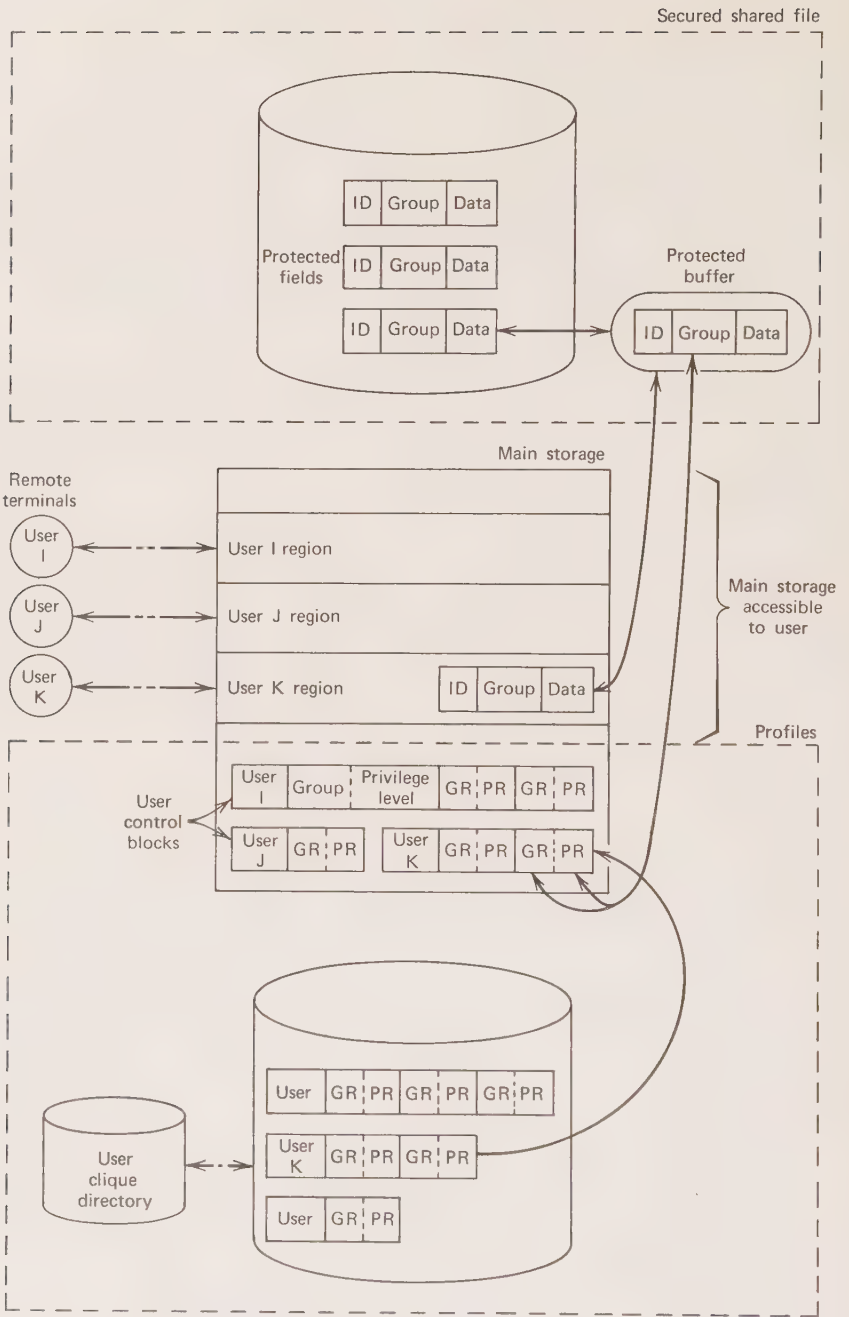 Secured shared file
ID Group Data
Protected fields
ID Group Data
ID Group Data
Protected buffer
ID Group Data
Main storage
Remote terminals
User I
User I region
User J
User J region
User K
User K region
ID Group Data
Main storage accessible to user
Profiles
User control blocks
User I Group Privilege level GR PR GR PR
User J GR PR
User K GR PR GR PR
User GR PR GR PR GR PR
User clique directory
User K GR PR GR PR
User GR PR